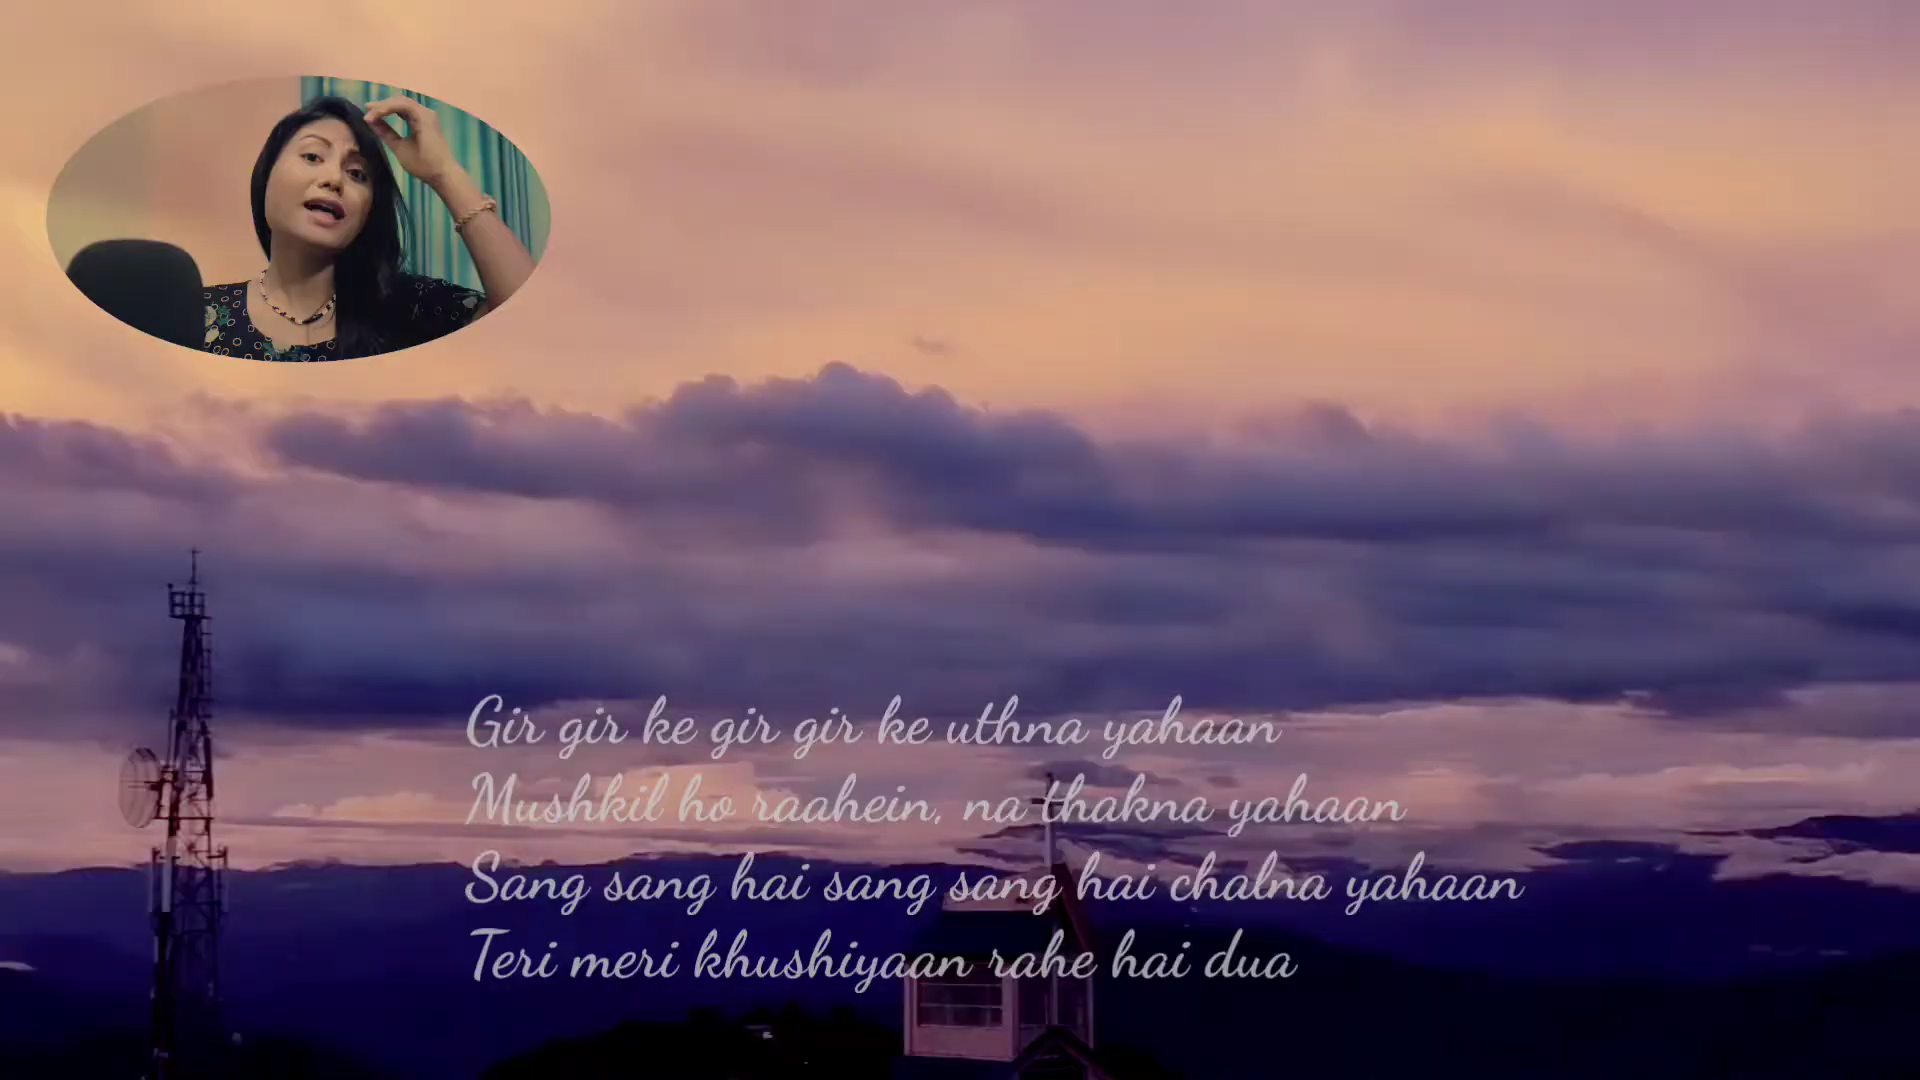 Gir gir ke gir gir ke uthna yahaan
Mushkil ho raahein, na thakna yahaan
Sang sang hai sang sang hai chalna yahaan
Teri meri khushiyaan rahe hai dua